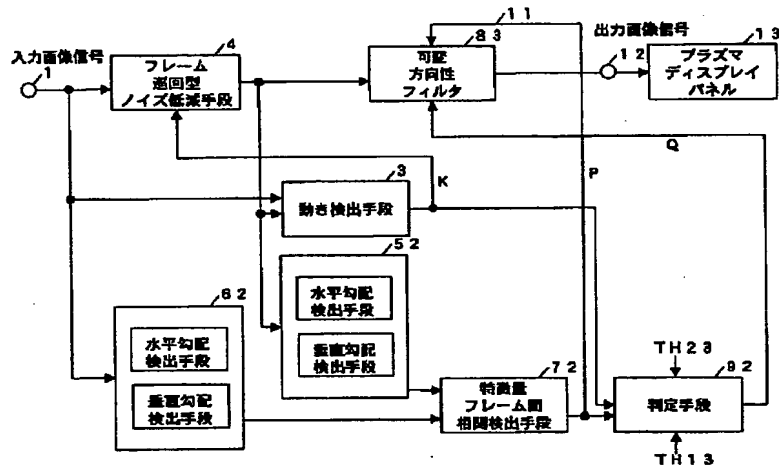 入力画像信号
1
4
フレーム
巡回型
ノイズ低減手段
11
83
可変
方向性
フィルタ
出力画像信号
12
13
プラズマ
ディスプレイ
パネル
K
P
Q
3
動き検出手段
52
水平勾配
検出手段
垂直勾配
検出手段
62
水平勾配
検出手段
垂直勾配
検出手段
72
特徴量
フレーム間
相関検出手段
TH23
92
判定手段
TH13